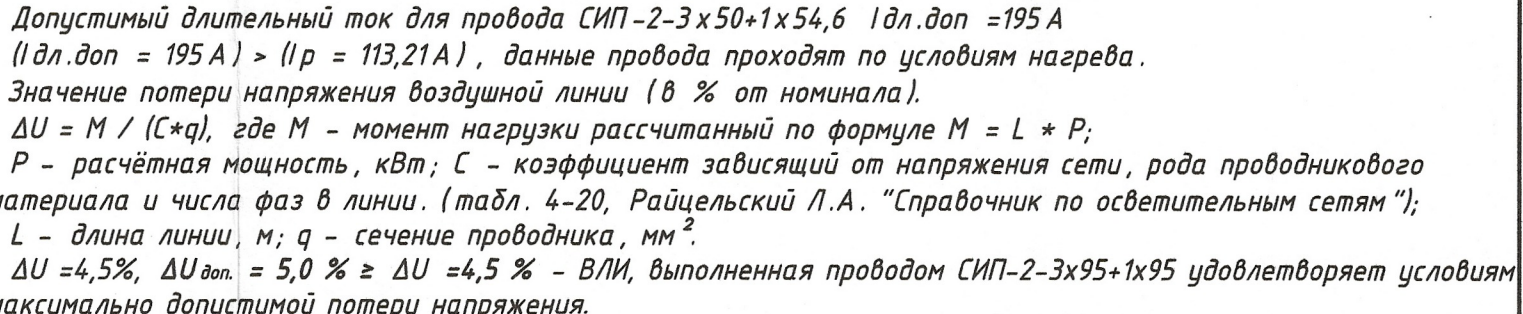 Допустимый длительный ток для провода СИП-2-3х50+1х54,6 Iдл.доп =195 А
(Iдл.доп = 195 А) > (Iр = 113,21 А), данные провода проходят по условиям нагрева.
Значение потери напряжения воздушной линии (в % от номинала).
ΔU = M / (C*q), где M - момент нагрузки рассчитанный по формуле M = L * P;
P - расчётная мощность, кВт; C - коэффициент зависящий от напряжения сети, рода проводникового
атериала и числа фаз в линии. (табл. 4-20, Райцельский Л.А. "Справочник по осветительным сетям");
L - длина линии, м; q - сечение проводника, мм².
ΔU =4,5%, ΔUдоп. = 5,0 % ≥ ΔU =4,5 % - ВЛИ, выполненная проводом СИП-2-3х95+1х95 удовлетворяет условиям
аксимально допистимой потери напряжения.